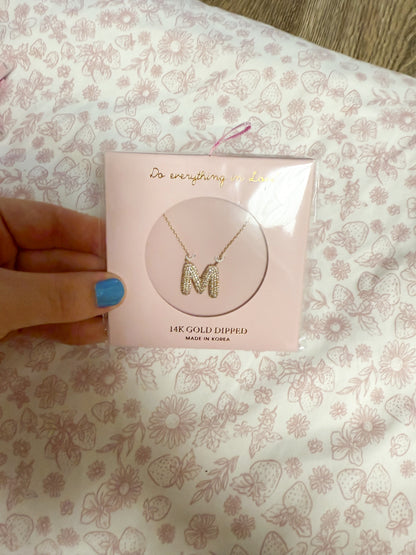 Do everything in Love
M
14K GOLD DIPPED
MADE IN KOREA